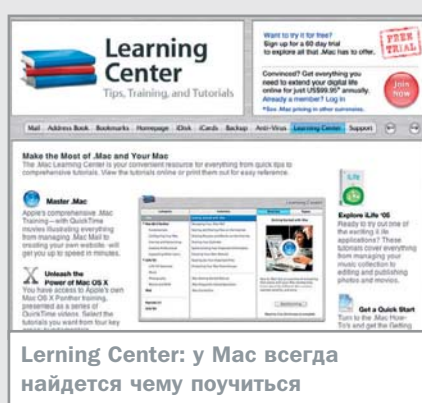 Learning
Center
Tips, Training, and Tutorials
Want to try it for free?
Sign up for a 60 day trial
to explore all that .Mac has to offer.
FREE
TRIAL
Convinced? Get everything you
need to extend your digital life
online for just US$99.95* annually.
Already a member? Log in
*See .Mac pricing in other countries.
Join
Now
Mail Address Book Bookmarks Homepage iDisk iCards Backup Anti-Virus Learning Center Support
Make the Most of .Mac and Your Mac
The .Mac Learning Center is your convenient resource for everything from quick tips to
comprehensive tutorials. View the tutorials online or print them out for easy reference.
Master .Mac
Apple's comprehensive .Mac
Training—with QuickTime
movies illustrating everything
from managing .Mac Mail to
creating your own website- will
get you up to speed in minutes.
Unleash the
Power of Mac OS X
You have access to Apple's own
Mac OS X Panther training,
presented as a series of
QuickTime videos. Select the
tutorials you want from four key
Learning Center
iLife
Explore iLife '05
Ready to try out one of
the exciting iLife
applications? These
tutorials cover everything
from managing your
music collection to
editing and publishing
photos and movies.
Get a Quick Start
Turn to the .Mac How-
To's and get the Getting
Lerning Center: у Mac всегда
найдется чему поучиться